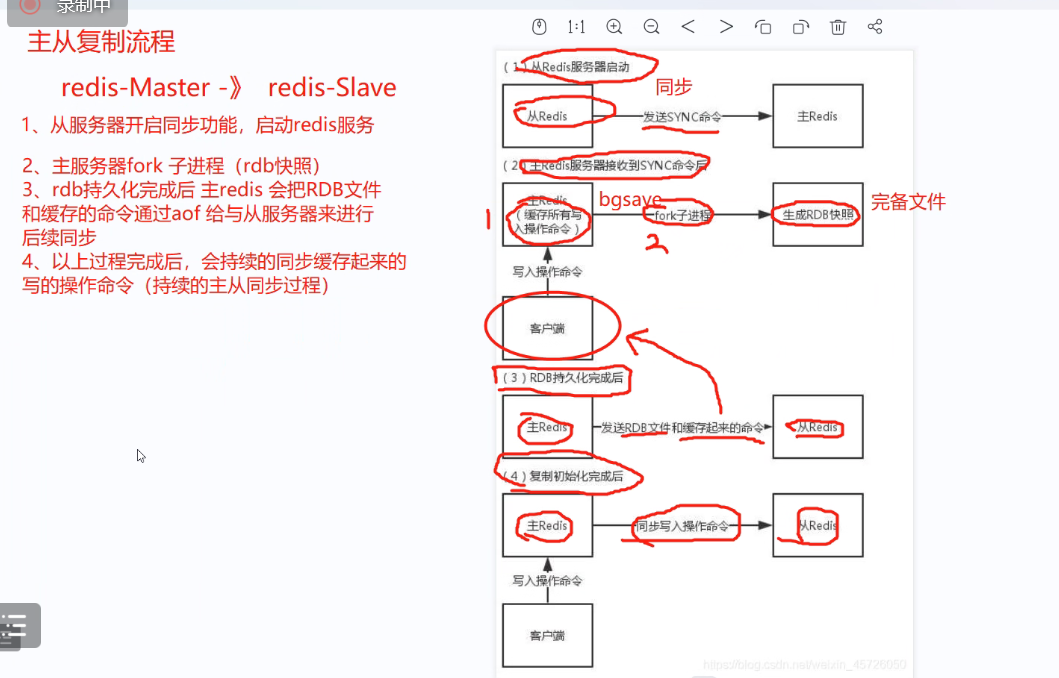 录制中
主从复制流程
redis-Master -》 redis-Slave
1、从服务器开启同步功能，启动redis服务
2、主服务器fork 子进程（rdb快照）
3、rdb持久化完成后 主redis 会把RDB文件
和缓存的命令通过aof 给与从服务器来进行
后续同步
4、以上过程完成后，会持续的同步缓存起来的
写的操作命令（持续的主从同步过程）
1:1
（1）从Redis服务器启动
同步
从Redis
发送SYNC命令
主Redis
（2）主Redis服务器接收到SYNC命令后
1
主Redis
（缓存所有写
入操作命令）
bgsave
fork子进程
2
生成RDB快照
完备文件
写入操作命令
客户端
（3）RDB持久化完成后
主Redis
发送RDB文件和缓存起来的命令
从Redis
（4）复制初始化完成后
主Redis
同步写入操作命令
从Redis
写入操作命令
客户端
https://blog.csdn.net/weixin_45726050